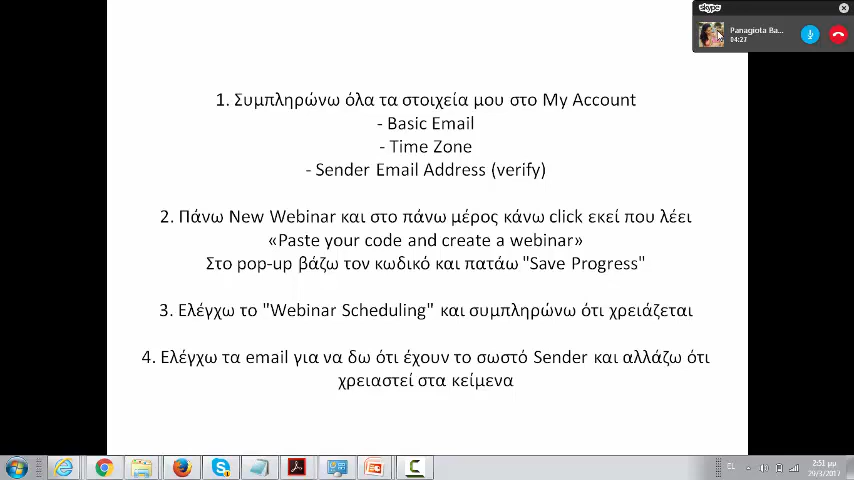 skype
Panagiota Ba...
04:27
1. Συμπληρώνω όλα τα στοιχεία μου στο My Account
- Basic Email
- Time Zone
- Sender Email Address (verify)
2. Πάνω New Webinar και στο πάνω μέρος κάνω click εκεί που λέει
«Paste your code and create a webinar»
Στο pop-up βάζω τον κωδικό και πατάω "Save Progress"
3. Ελέγχω το "Webinar Scheduling" και συμπληρώνω ότι χρειάζεται
4. Ελέγχω τα email για να δω ότι έχουν το σωστό Sender και αλλάζω ότι
χρειαστεί στα κείμενα
EL
2:51 μμ
29/3/2017